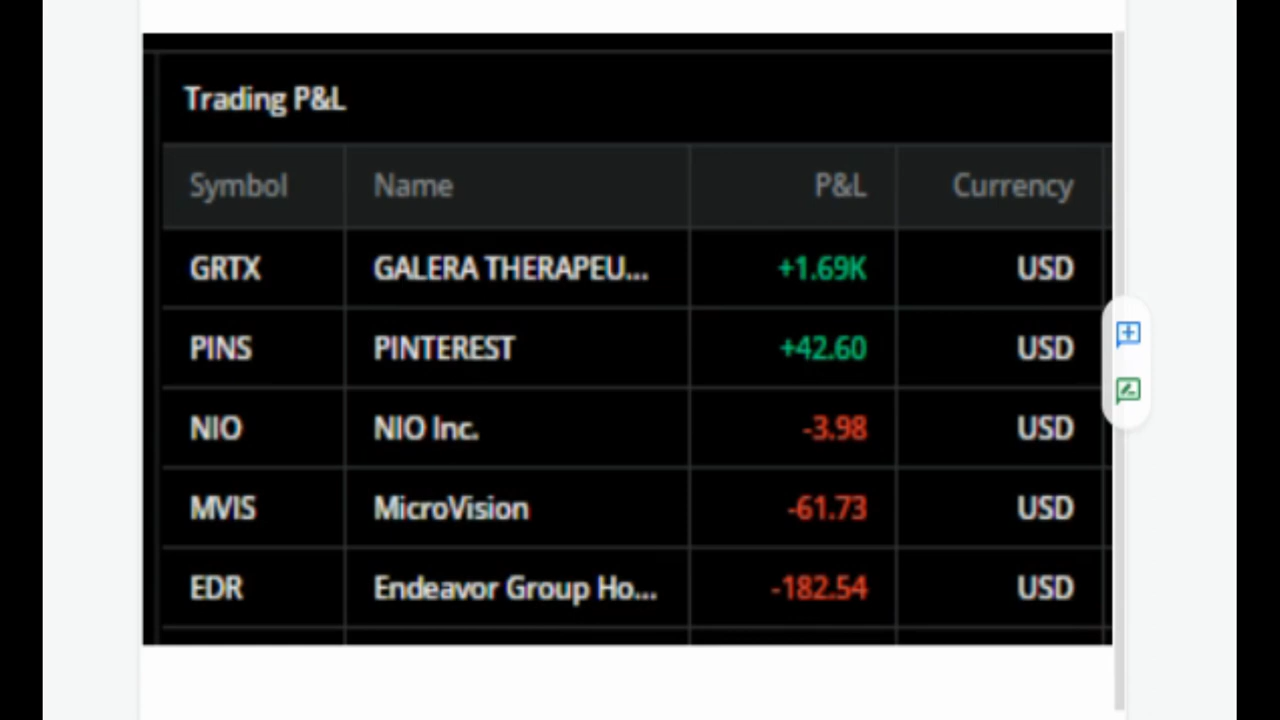 Trading P&L
Symbol Name P&L Currency
GRTX GALERA THERAPEU... +1.69K USD
PINS PINTEREST +42.60 USD
NIO NIO Inc. -3.98 USD
MVIS MicroVision -61.73 USD
EDR Endeavor Group Ho... -182.54 USD